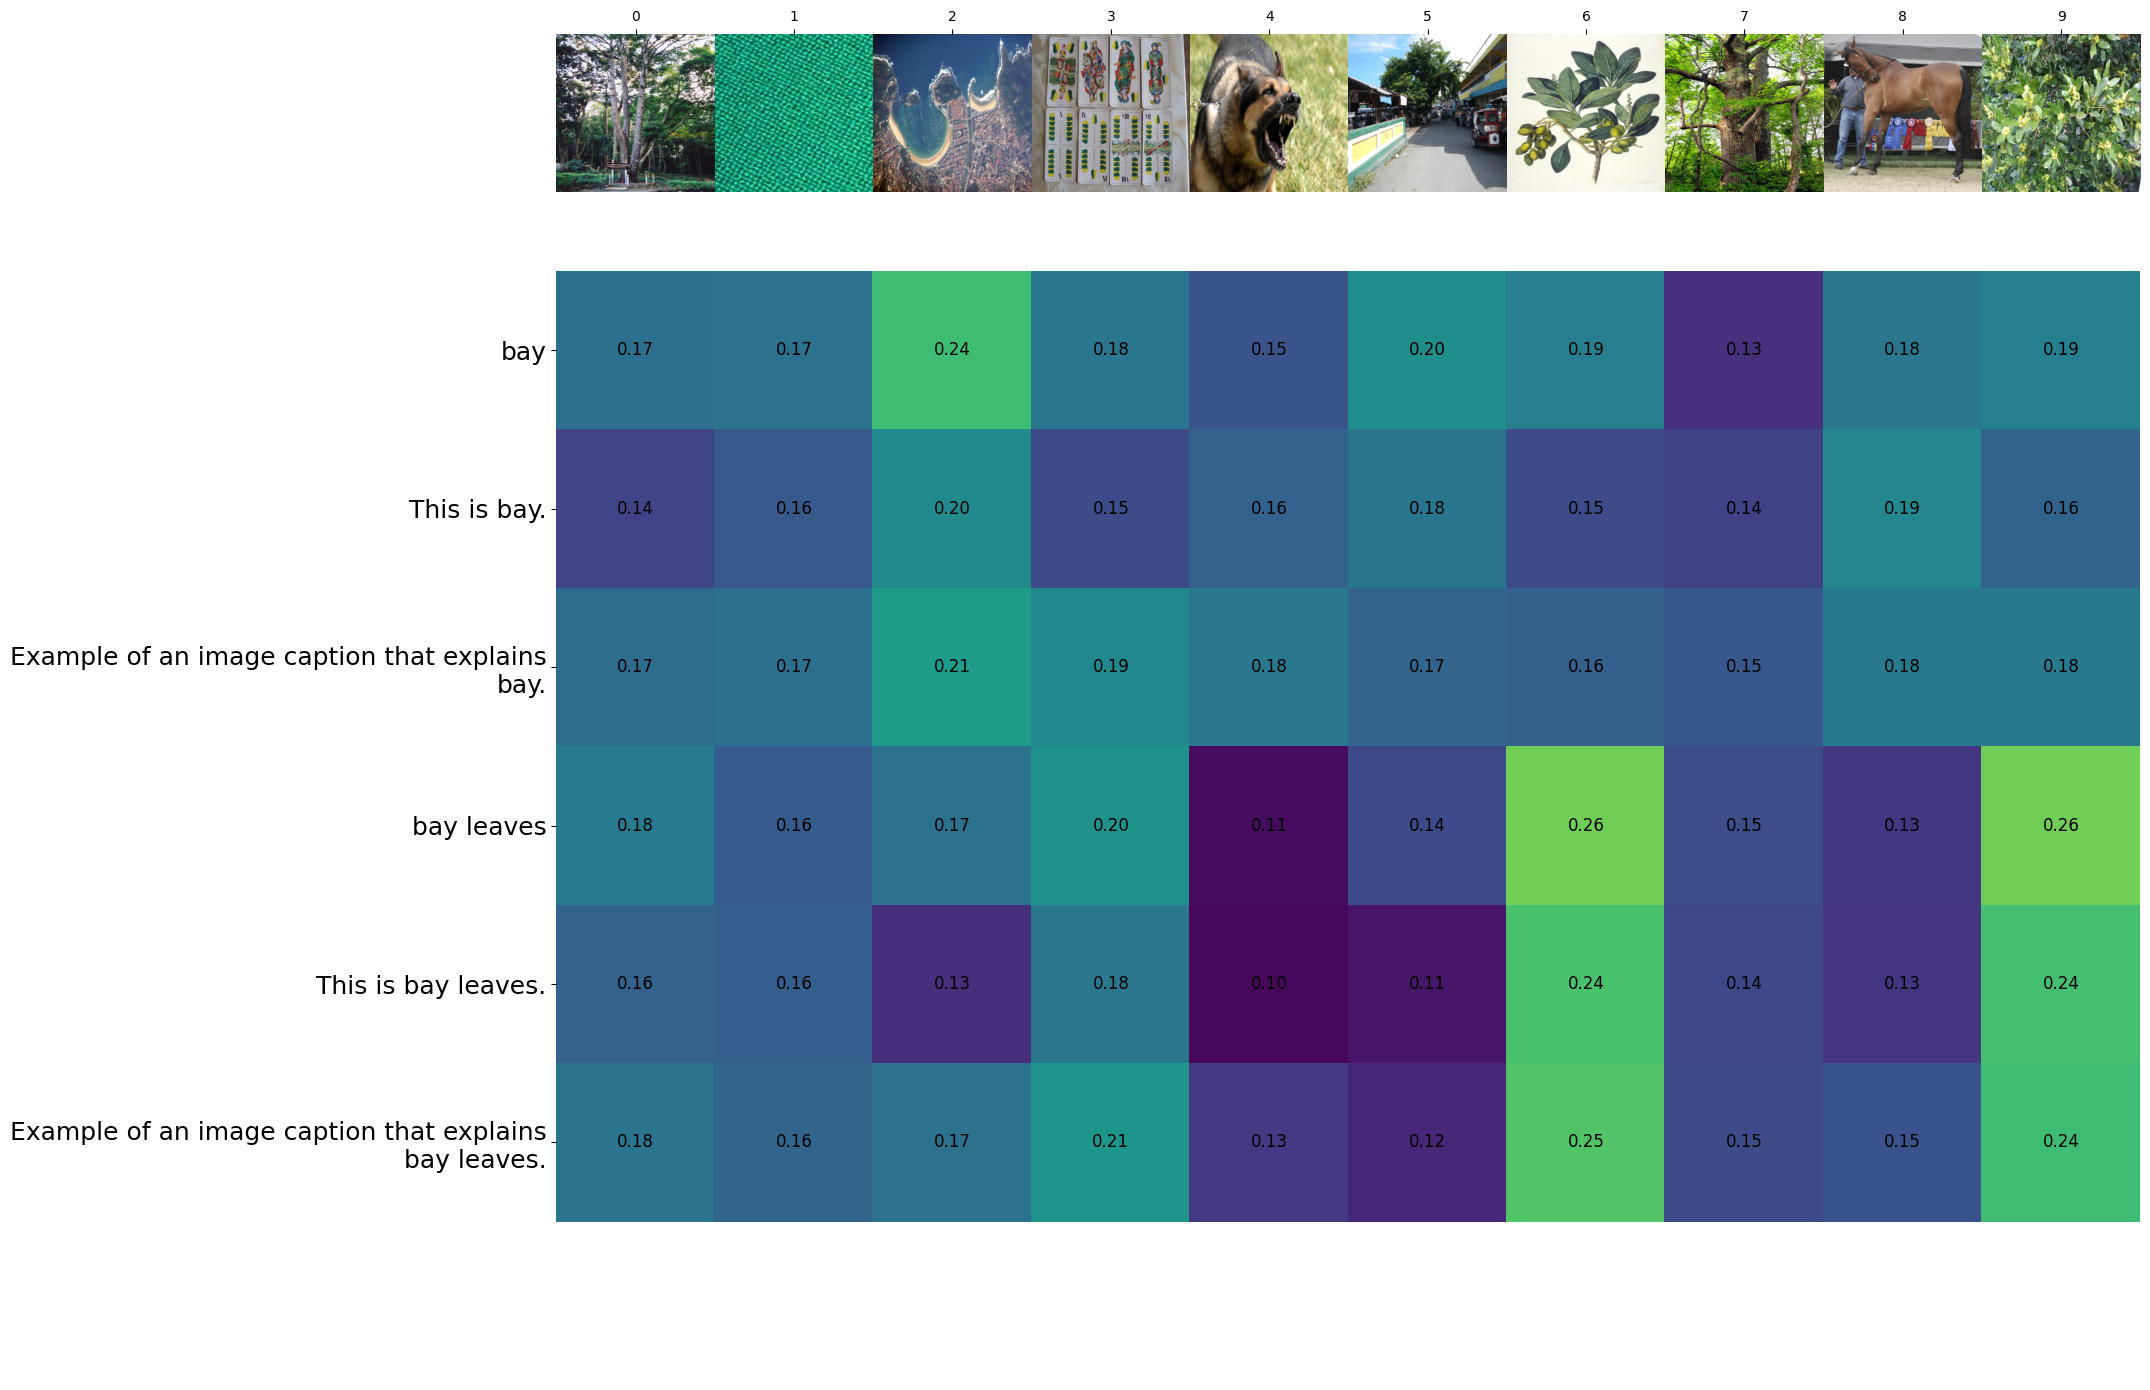 0 1 2 3 4 5 6 7 8 9
bay 0.17 0.17 0.24 0.18 0.15 0.20 0.19 0.13 0.18 0.19
This is bay. 0.14 0.16 0.20 0.15 0.16 0.18 0.15 0.14 0.19 0.16
Example of an image caption that explains
bay. 0.17 0.17 0.21 0.19 0.18 0.17 0.16 0.15 0.18 0.18
bay leaves 0.18 0.16 0.17 0.20 0.11 0.14 0.26 0.15 0.13 0.26
This is bay leaves. 0.16 0.16 0.13 0.18 0.10 0.11 0.24 0.14 0.13 0.24
Example of an image caption that explains
bay leaves. 0.18 0.16 0.17 0.21 0.13 0.12 0.25 0.15 0.15 0.24